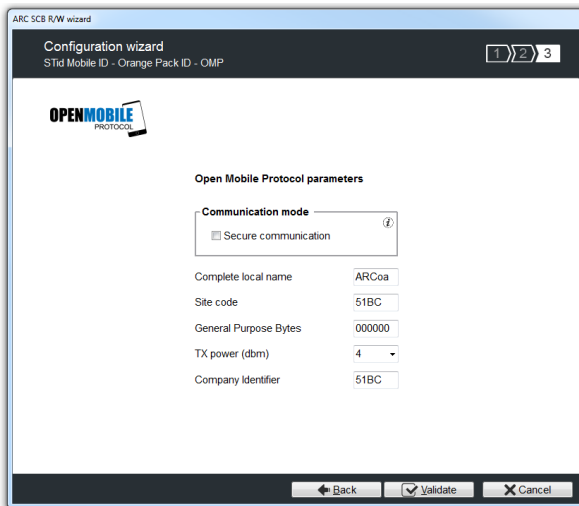 ARC SCB R/W wizard
Configuration wizard
STid Mobile ID - Orange Pack ID - OMP
1 2 3
OPENMOBILE
PROTOCOL
Open Mobile Protocol parameters
Communication mode
i
Secure communication
Complete local name ARCoa
Site code 51BC
General Purpose Bytes 000000
TX power (dbm) 4
Company Identifier 51BC
Back Validate Cancel